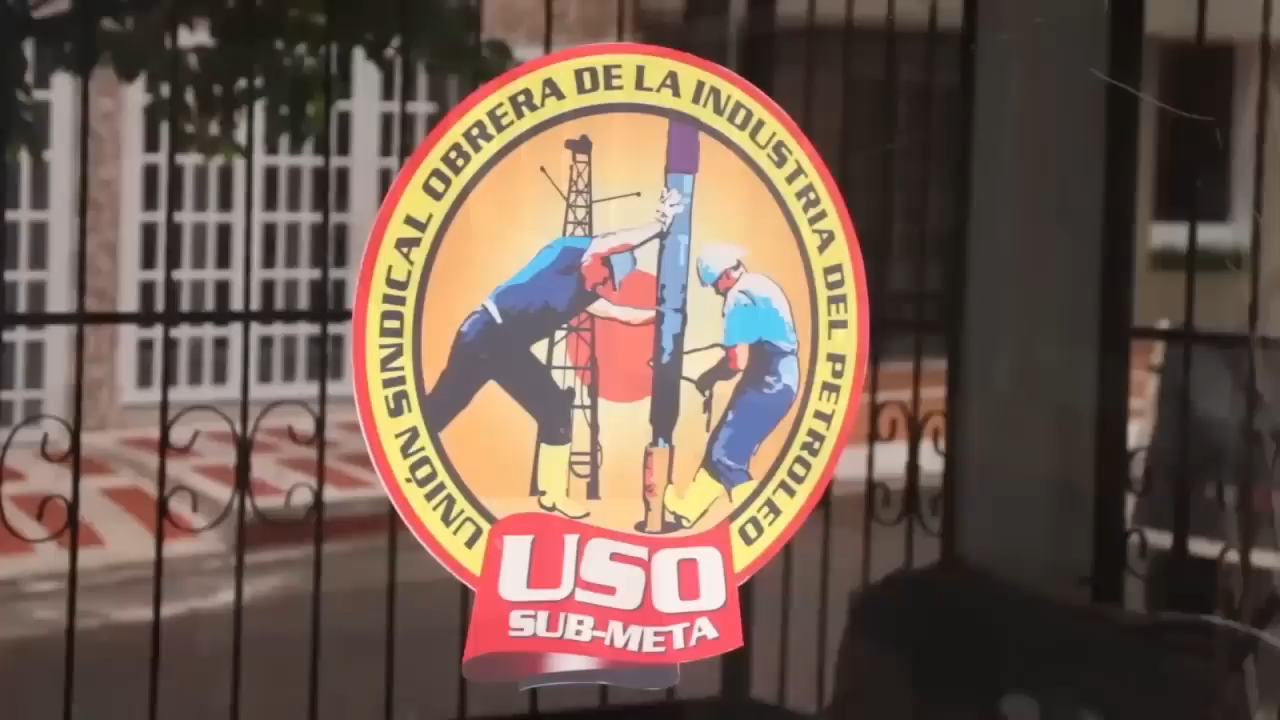 UNIÓN SINDICAL OBRERA DE LA INDUSTRIA DEL PETROLEO
USO
SUB-META